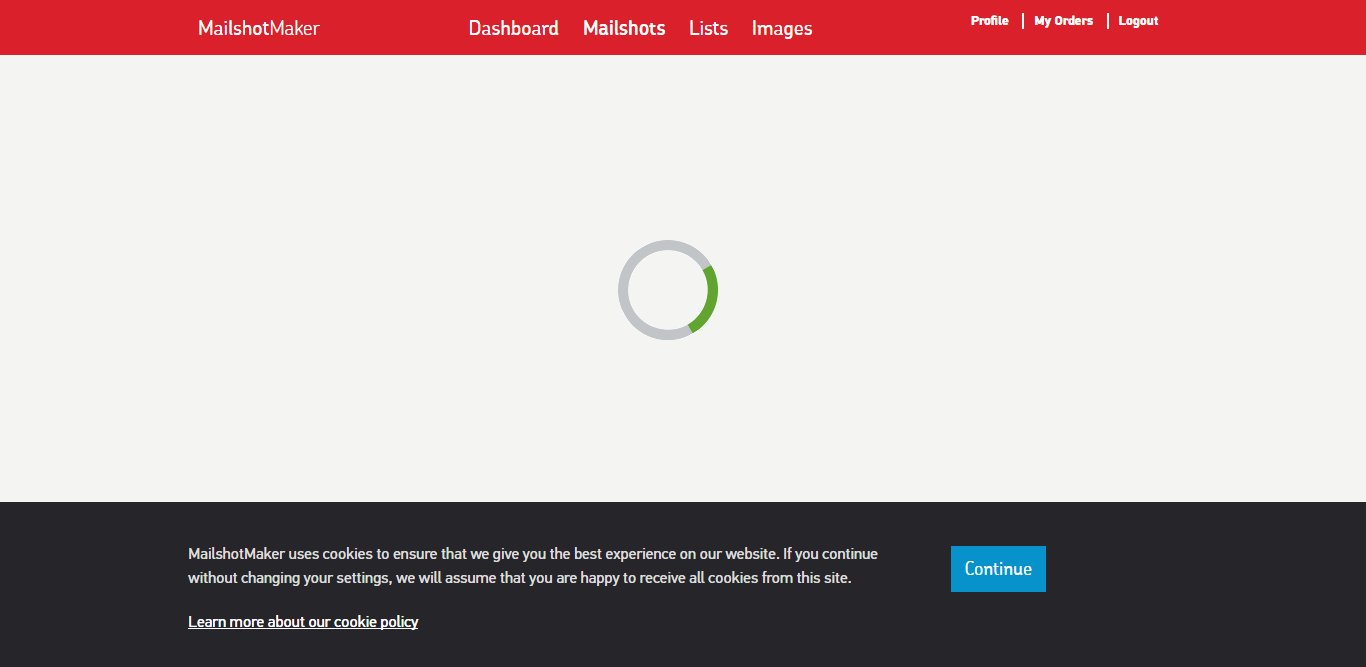 MailshotMaker
Dashboard Mailshots Lists Images
Profile My Orders Logout
MailshotMaker uses cookies to ensure that we give you the best experience on our website. If you continue
without changing your settings, we will assume that you are happy to receive all cookies from this site.
Continue
Learn more about our cookie policy